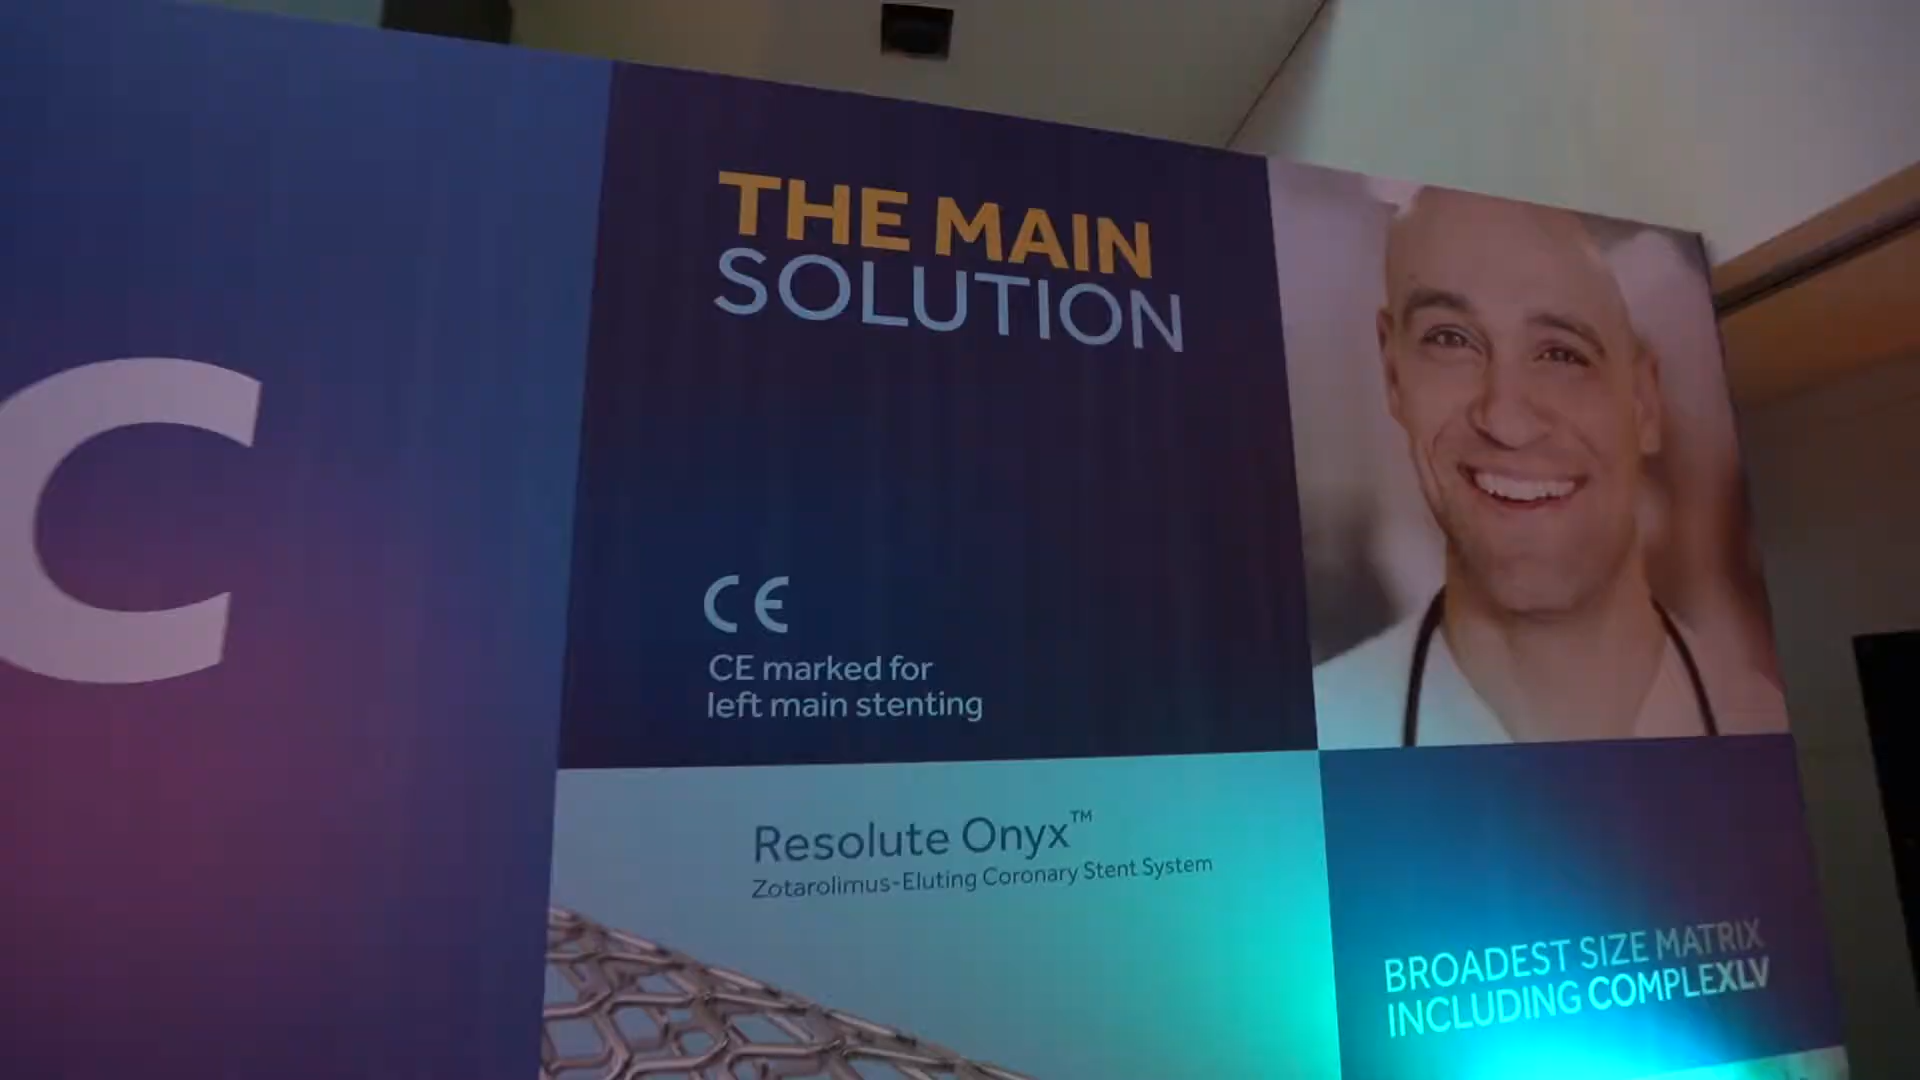 C
THE MAIN
SOLUTION
CE
CE marked for
left main stenting
Resolute Onyx™
Zotarolimus-Eluting Coronary Stent System
BROADEST SIZE MATRIX
INCLUDING COMPLEXLV